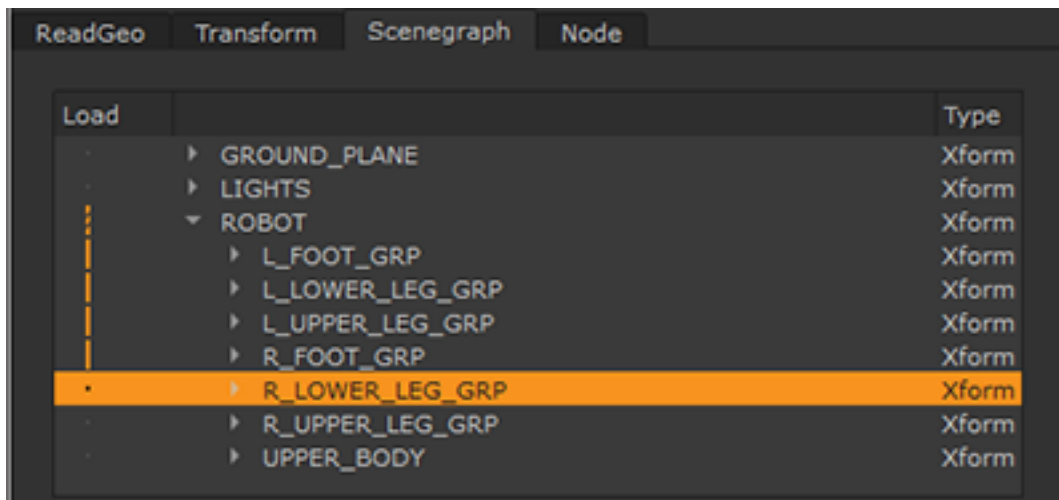 ReadGeo Transform Scenegraph Node
Load Type
GROUND_PLANE Xform
LIGHTS Xform
ROBOT Xform
L_FOOT_GRP Xform
L_LOWER_LEG_GRP Xform
L_UPPER_LEG_GRP Xform
R_FOOT_GRP Xform
R_LOWER_LEG_GRP Xform
R_UPPER_LEG_GRP Xform
UPPER_BODY Xform